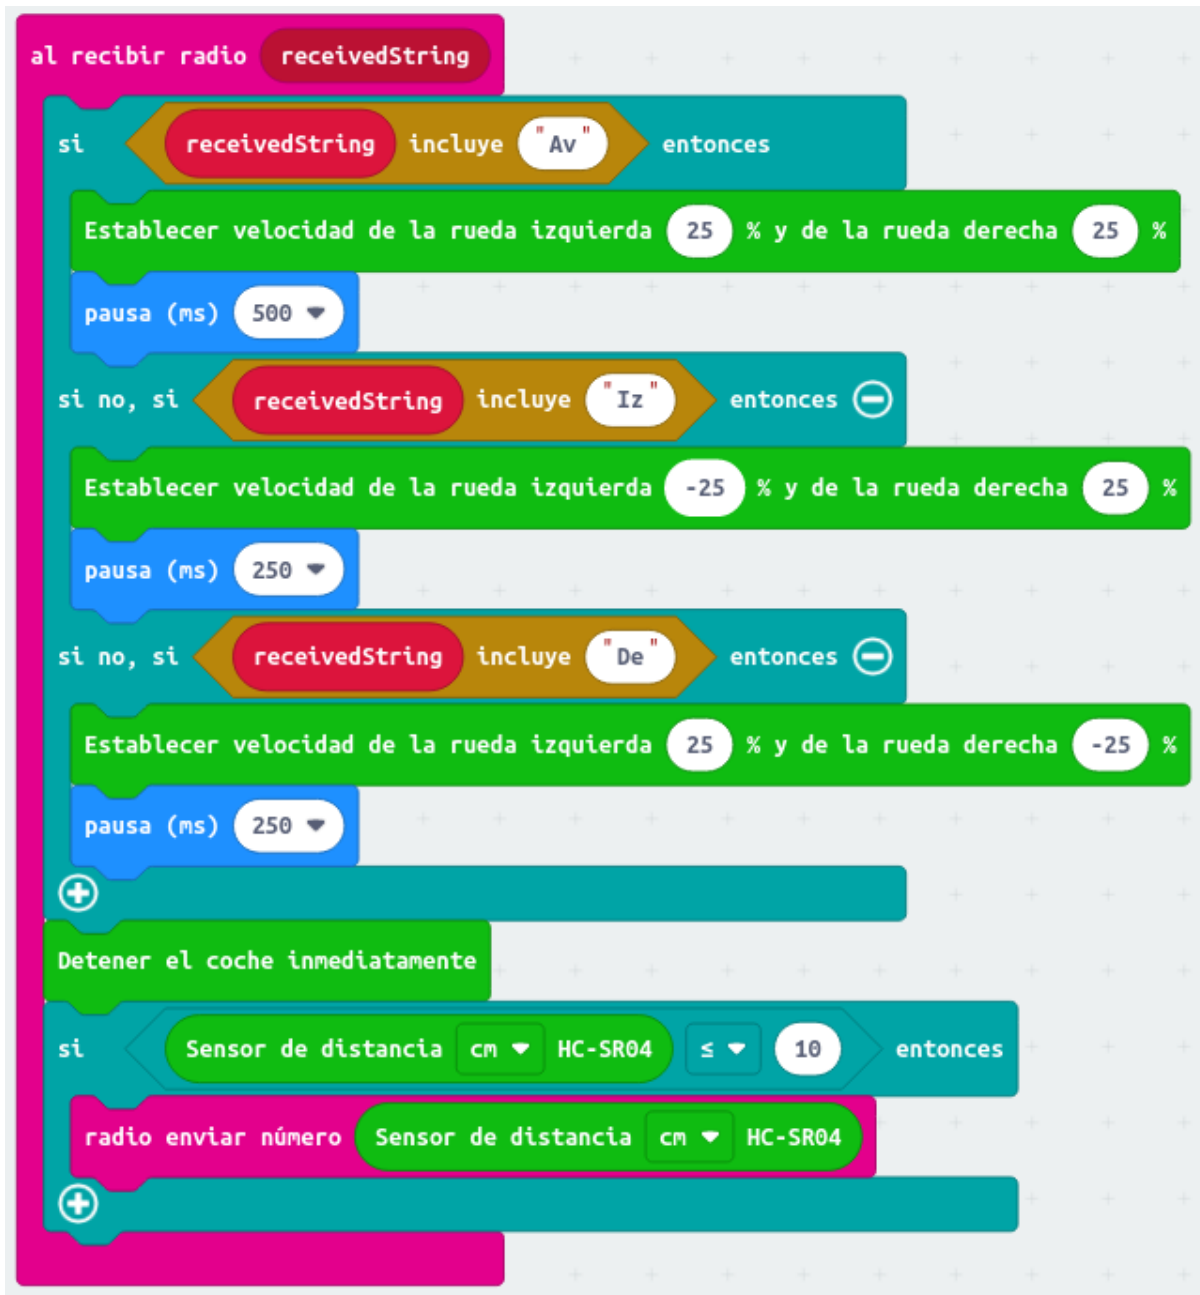 al recibir radio receivedString
si receivedString incluye "Av" entonces
Establecer velocidad de la rueda izquierda 25 % y de la rueda derecha 25 %
pausa (ms) 500
si no, si receivedString incluye "Iz" entonces
Establecer velocidad de la rueda izquierda -25 % y de la rueda derecha 25 %
pausa (ms) 250
si no, si receivedString incluye "De" entonces
Establecer velocidad de la rueda izquierda 25 % y de la rueda derecha -25 %
pausa (ms) 250
Detener el coche inmediatamente
si Sensor de distancia cm HC-SR04 ≤ 10 entonces
radio enviar número Sensor de distancia cm HC-SR04